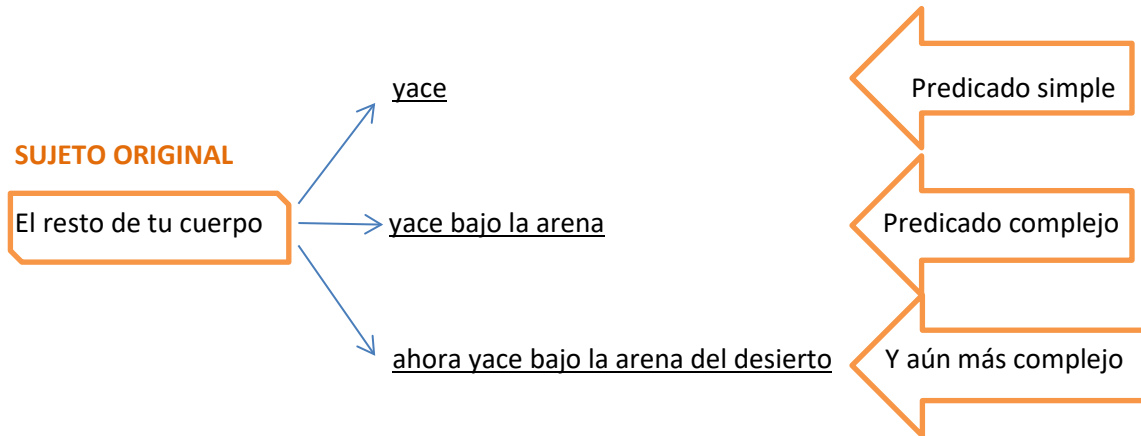 yace
Predicado simple
SUJETO ORIGINAL
El resto de tu cuerpo
yace bajo la arena
Predicado complejo
ahora yace bajo la arena del desierto
Y aún más complejo